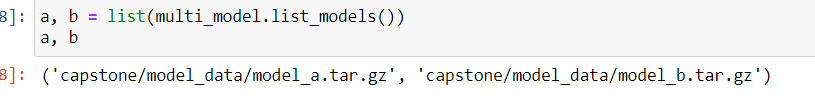 8]: a, b = list(multi_model.list_models())
a, b
8]: ('capstone/model_data/model_a.tar.gz', 'capstone/model_data/model_b.tar.gz')